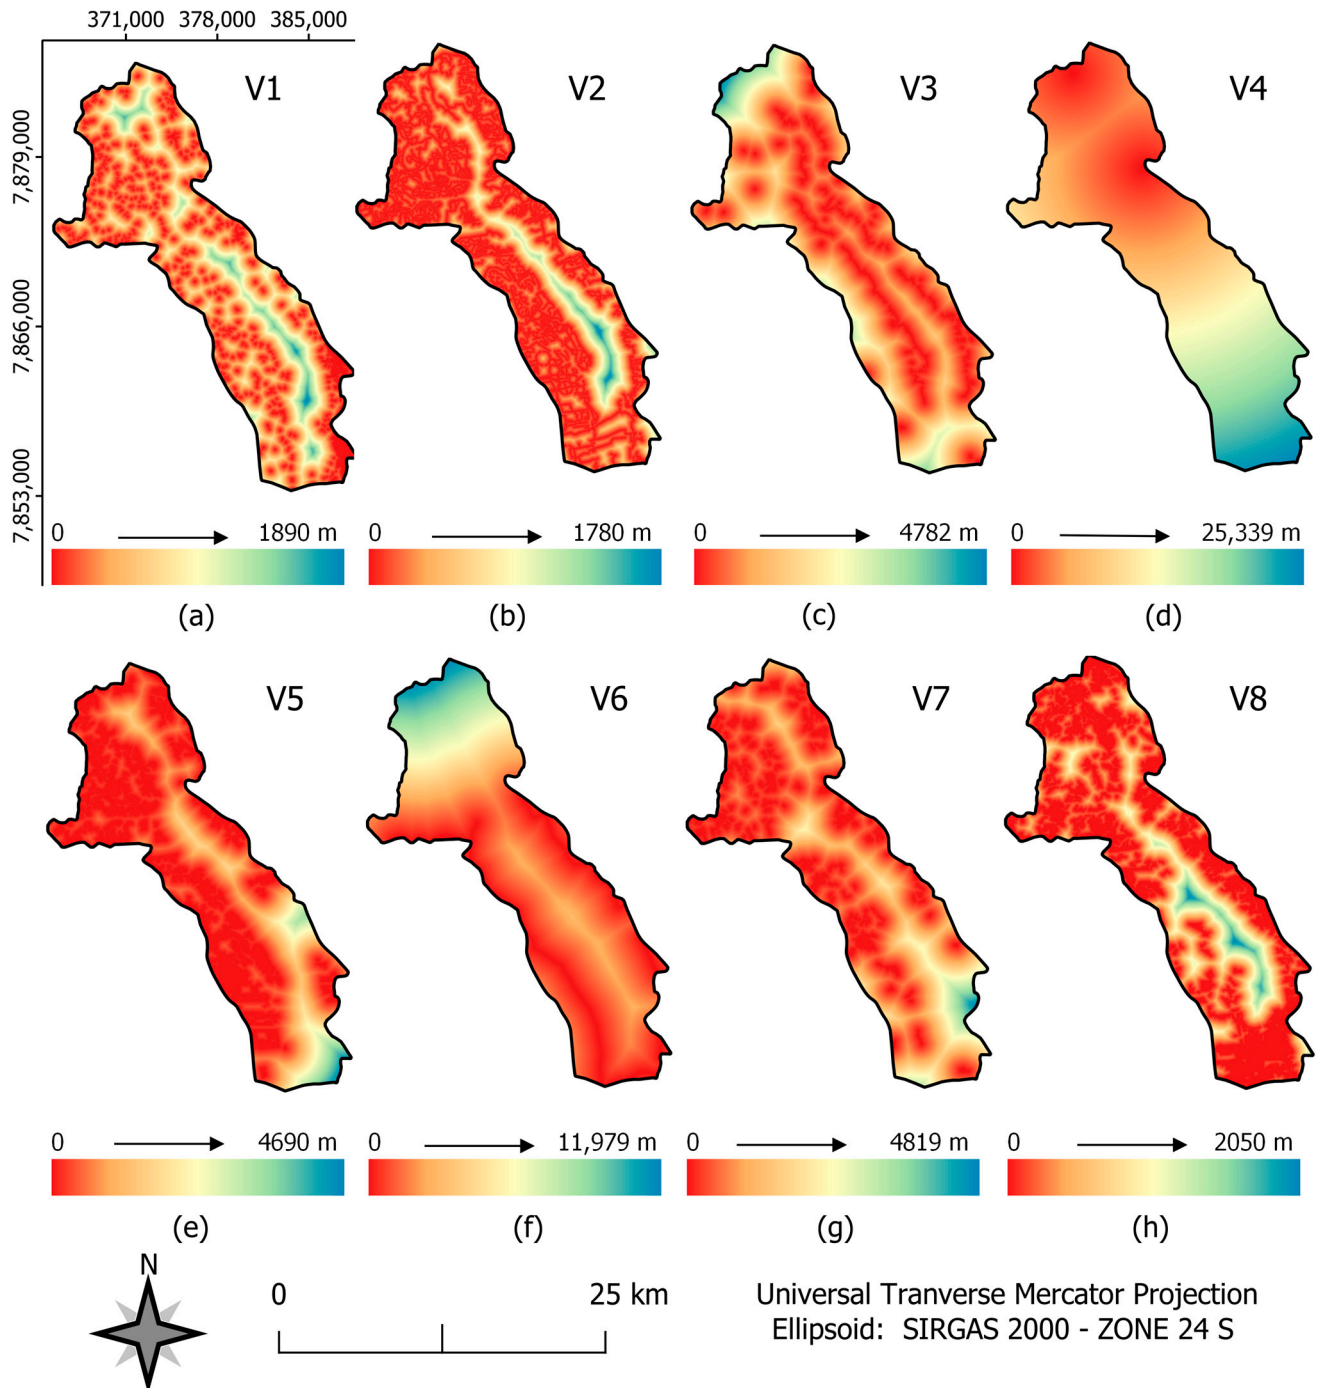 371,000 378,000 385,000
7,879,000
7,866,000
7,853,000
V1 V2 V3 V4
0 1890 m 0 1780 m 0 4782 m 0 25,339 m
(a) (b) (c) (d)
V5 V6 V7 V8
0 4690 m 0 11,979 m 0 4819 m 0 2050 m
(e) (f) (g) (h)
N
0 25 km
Universal Tranverse Mercator Projection
Ellipsoid: SIRGAS 2000 - ZONE 24 S